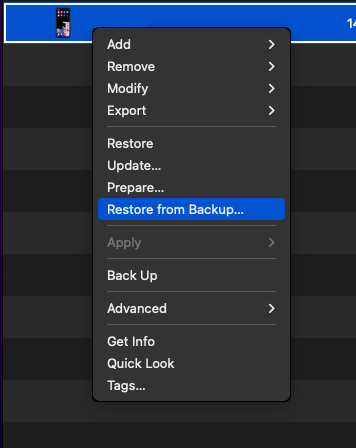 14
Add
Remove
Modify
Export
Restore
Update...
Prepare...
Restore from Backup...
Apply
Back Up
Advanced
Get Info
Quick Look
Tags...